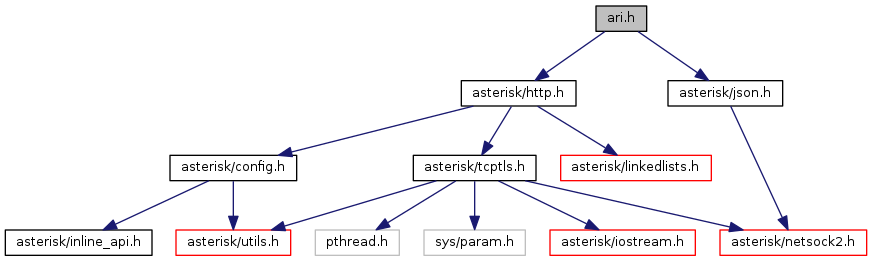 ari.h
asterisk/http.h
asterisk/json.h
asterisk/config.h
asterisk/tcptls.h
asterisk/linkedlists.h
asterisk/inline_api.h
asterisk/utils.h
pthread.h
sys/param.h
asterisk/iostream.h
asterisk/netsock2.h